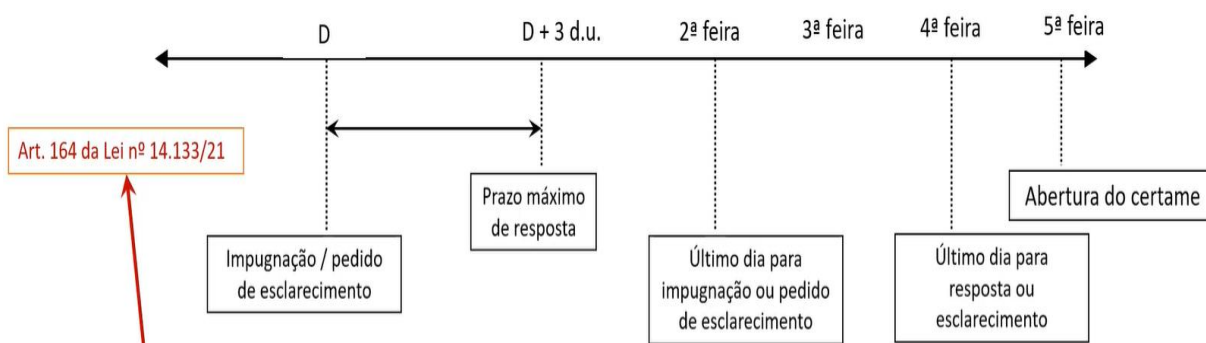 D
D + 3 d.u.
2ª feira
3ª feira
4ª feira
5ª feira
Art. 164 da Lei nº 14.133/21
Prazo máximo
de resposta
Abertura do certame
Impugnação / pedido
de esclarecimento
Último dia para
impugnação ou pedido
de esclarecimento
Último dia para
resposta ou
esclarecimento